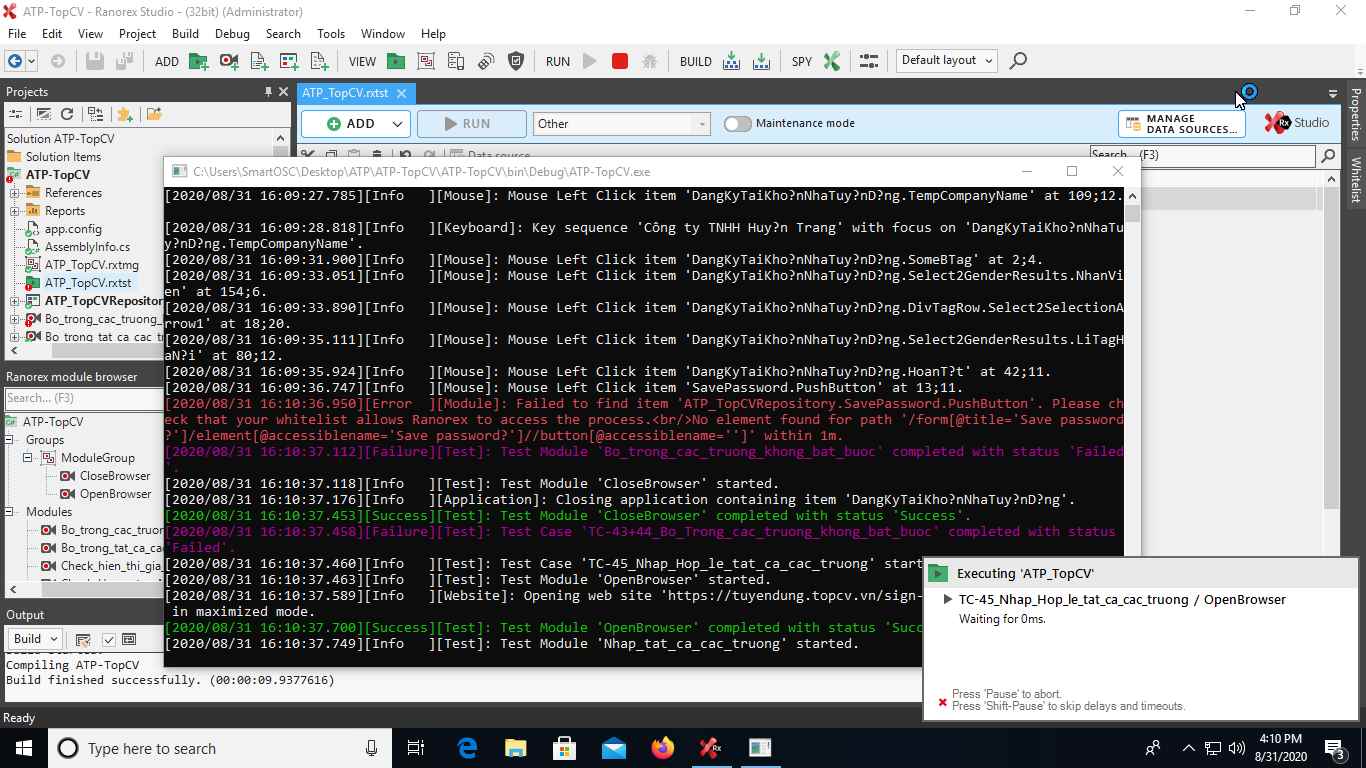 ATP-TopCV - Ranorex Studio - (32bit) (Administrator)
File Edit View Project Build Debug Search Tools Window Help
ADD VIEW RUN BUILD SPY Default layout
Projects
ATP_TopCV.rxtst
Properties
Whitelist
ADD RUN Other Maintenance mode MANAGE DATA SOURCES... Rx Studio
Data source
Search... (F3)
Solution ATP-TopCV
Solution Items
ATP-TopCV
References
Reports
app.config
AssemblyInfo.cs
ATP_TopCV.rxtmg
ATP_TopCV.rxtst
ATP_TopCVRepositor
Bo_trong_cac_truong_
Bo_trong_tat_ca_cac_tr
Ranorex module browser
Search... (F3)
ATP-TopCV
Groups
ModuleGroup
CloseBrowser
OpenBrowser
Modules
Bo_trong_cac_truor
Bo_trong_tat_ca_ca
Check_hien_thi_gia_
Output
Build
Compiling ATP-TopCV
Build finished successfully. (00:00:09.9377616)
Ready
C:\Users\SmartOSC\Desktop\ATP\ATP-TopCV\ATP-TopCV\bin\Debug\ATP-TopCV.exe
[2020/08/31 16:09:27.785][Info   ][Mouse]: Mouse Left Click item 'DangKyTaiKho?nNhaTuy?nD?ng.TempCompanyName' at 109;12.
[2020/08/31 16:09:28.818][Info   ][Keyboard]: Key sequence 'Công ty TNHH Huy?n Trang' with focus on 'DangKyTaiKho?nNhaTu
y?nD?ng.TempCompanyName'.
[2020/08/31 16:09:31.900][Info   ][Mouse]: Mouse Left Click item 'DangKyTaiKho?nNhaTuy?nD?ng.SomeBTag' at 2;4.
[2020/08/31 16:09:33.051][Info   ][Mouse]: Mouse Left Click item 'DangKyTaiKho?nNhaTuy?nD?ng.Select2GenderResults.NhanVi
en' at 154;6.
[2020/08/31 16:09:33.890][Info   ][Mouse]: Mouse Left Click item 'DangKyTaiKho?nNhaTuy?nD?ng.DivTagRow.Select2SelectionA
rrow1' at 18;20.
[2020/08/31 16:09:35.111][Info   ][Mouse]: Mouse Left Click item 'DangKyTaiKho?nNhaTuy?nD?ng.Select2GenderResults.LiTagH
aN?i' at 80;12.
[2020/08/31 16:09:35.924][Info   ][Mouse]: Mouse Left Click item 'DangKyTaiKho?nNhaTuy?nD?ng.HoanT?t' at 42;11.
[2020/08/31 16:09:36.747][Info   ][Mouse]: Mouse Left Click item 'SavePassword.PushButton' at 13;11.
[2020/08/31 16:10:36.950][Error  ][Module]: Failed to find item 'ATP_TopCVRepository.SavePassword.PushButton'. Please ch
eck that your whitelist allows Ranorex to access the process.<br/>No element found for path '/form[@title='Save password
?']/element[@accessiblename='Save password?']//button[@accessiblename='']' within 1m.
[2020/08/31 16:10:37.112][Failure][Test]: Test Module 'Bo_trong_cac_truong_khong_bat_buoc' completed with status 'Failed
'.
[2020/08/31 16:10:37.118][Info   ][Test]: Test Module 'CloseBrowser' started.
[2020/08/31 16:10:37.176][Info   ][Application]: Closing application containing item 'DangKyTaiKho?nNhaTuy?nD?ng'.
[2020/08/31 16:10:37.453][Success][Test]: Test Module 'CloseBrowser' completed with status 'Success'.
[2020/08/31 16:10:37.458][Failure][Test]: Test Case 'TC-43+44_Bo_Trong_cac_truong_khong_bat_buoc' completed with status
'Failed'.
[2020/08/31 16:10:37.460][Info   ][Test]: Test Case 'TC-45_Nhap_Hop_le_tat_ca_cac_truong' start
[2020/08/31 16:10:37.463][Info   ][Test]: Test Module 'OpenBrowser' started.
[2020/08/31 16:10:37.589][Info   ][Website]: Opening web site 'https://tuyendung.topcv.vn/sign-
in maximized mode.
[2020/08/31 16:10:37.700][Success][Test]: Test Module 'OpenBrowser' completed with status 'Succ
[2020/08/31 16:10:37.749][Info   ][Test]: Test Module 'Nhap_tat_ca_cac_truong' started.
Executing 'ATP_TopCV'
TC-45_Nhap_Hop_le_tat_ca_cac_truong / OpenBrowser
Waiting for 0ms.
Press 'Pause' to abort.
Press 'Shift-Pause' to skip delays and timeouts.
Type here to search
4:10 PM
8/31/2020
3